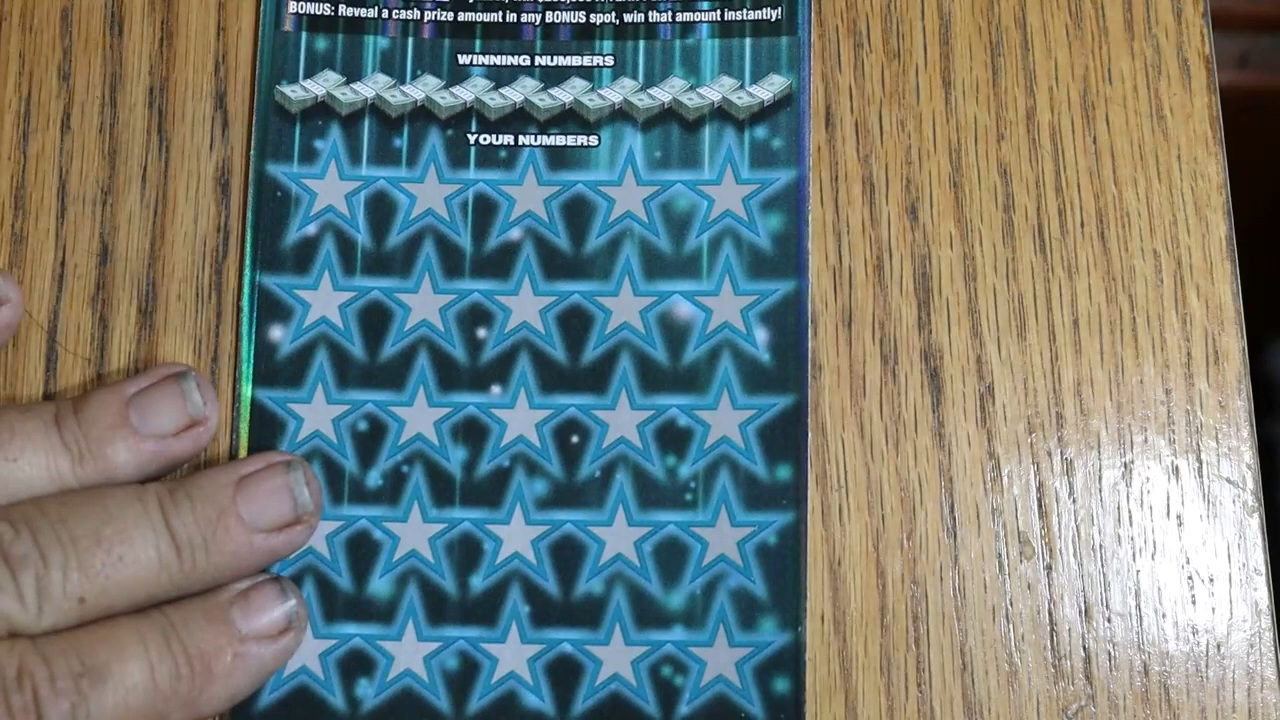 BONUS: Reveal a cash prize amount in any BONUS spot, win that amount instantly!
WINNING NUMBERS
YOUR NUMBERS